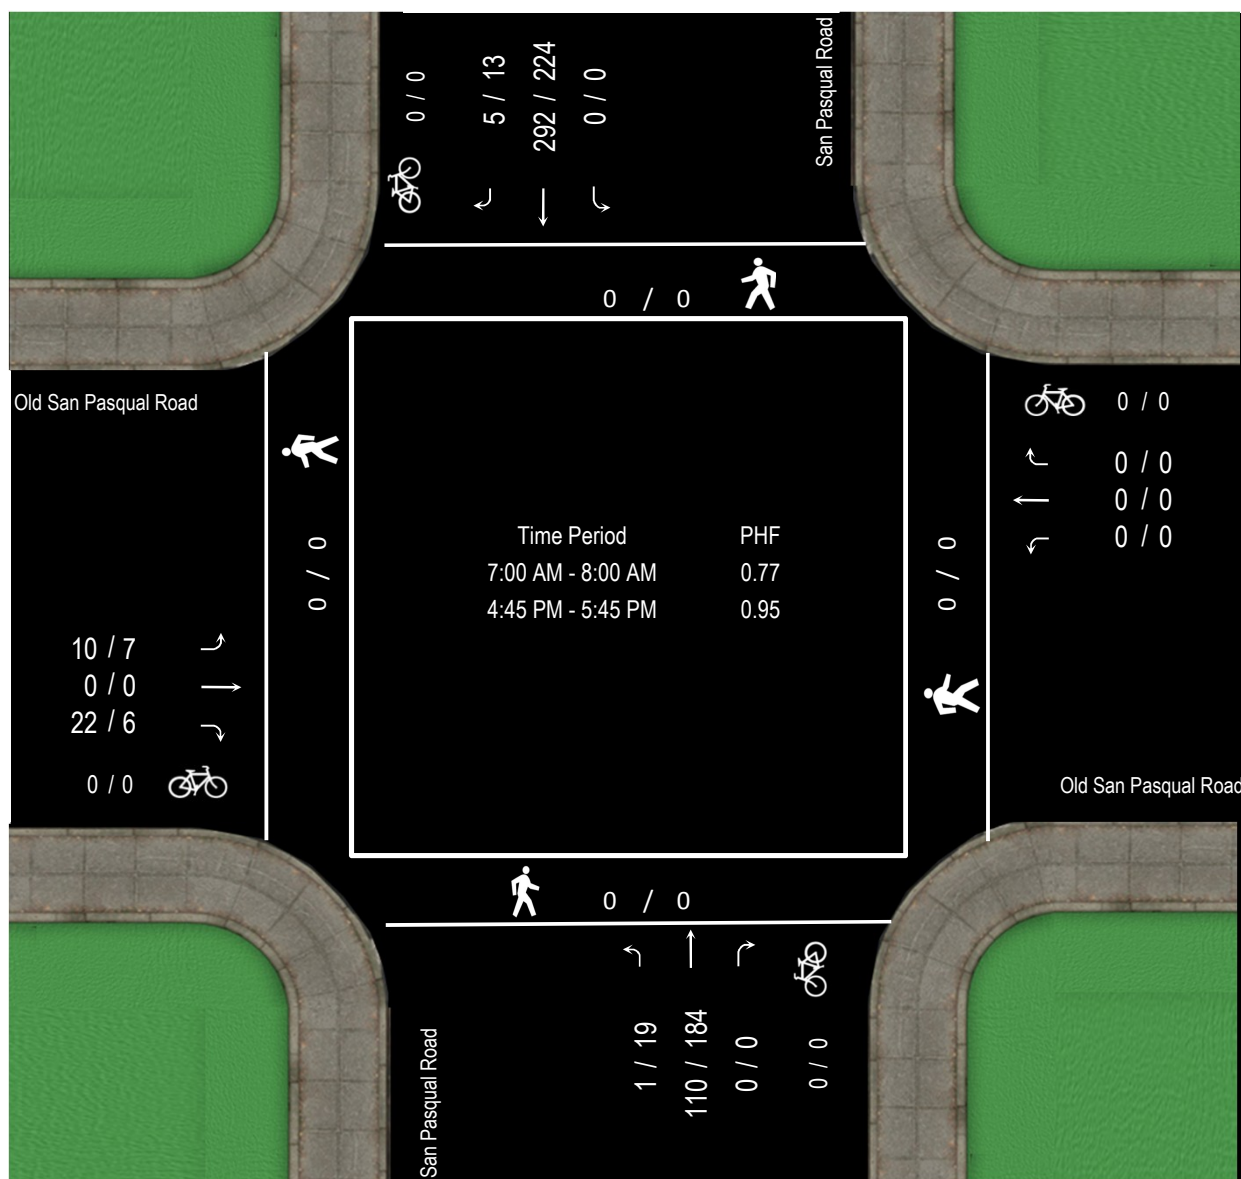 0 / 0
5 / 13
292 / 224
0 / 0
San Pasqual Road
0 / 0
Old San Pasqual Road
0 / 0
0 / 0
0 / 0
0 / 0
0 / 0
0 / 0
Time Period PHF
7:00 AM - 8:00 AM 0.77
4:45 PM - 5:45 PM 0.95
10 / 7
0 / 0
22 / 6
0 / 0
Old San Pasqual Road
0 / 0
1 / 19
110 / 184
0 / 0
0 / 0
San Pasqual Road